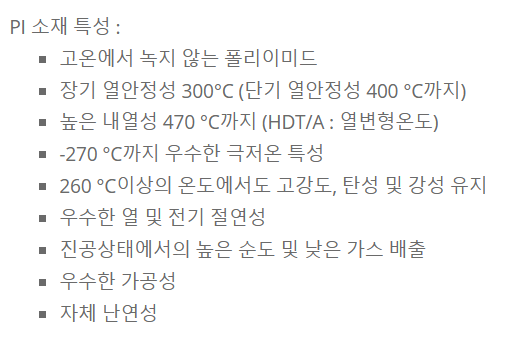 PI 소재 특성 :
▪ 고온에서 녹지 않는 폴리이미드
▪ 장기 열안정성 300°C (단기 열안정성 400 °C까지)
▪ 높은 내열성 470 °C까지 (HDT/A : 열변형온도)
▪ -270 °C까지 우수한 극저온 특성
▪ 260 °C이상의 온도에서도 고강도, 탄성 및 강성 유지
▪ 우수한 열 및 전기 절연성
▪ 진공상태에서의 높은 순도 및 낮은 가스 배출
▪ 우수한 가공성
▪ 자체 난연성